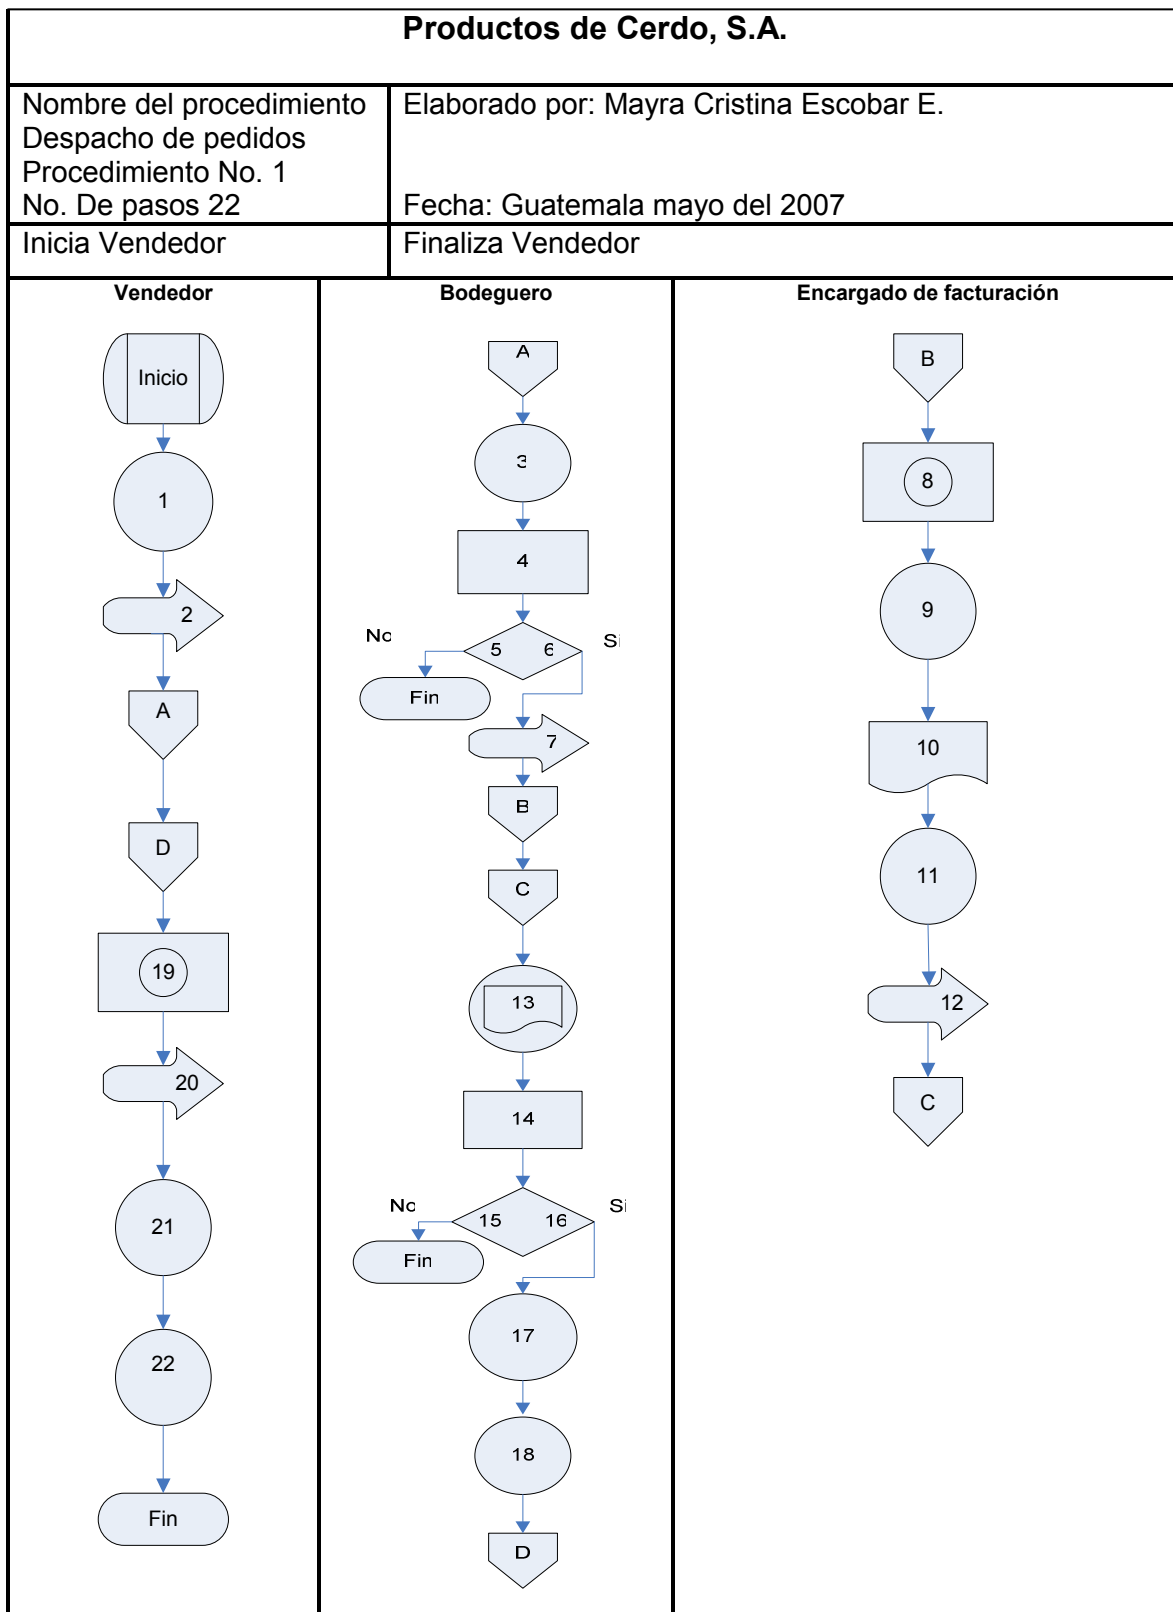 Productos de Cerdo, S.A.
Nombre del procedimiento
Despacho de pedidos
Procedimiento No. 1
No. De pasos 22
Elaborado por: Mayra Cristina Escobar E.
Fecha: Guatemala mayo del 2007
Inicia Vendedor
Finaliza Vendedor
Vendedor
Inicio
1
2
A
D
19
20
21
22
Fin
Bodeguero
A
3
4
No
5 6
Si
Fin
7
B
C
13
14
No
15 16
Si
Fin
17
18
D
Encargado de facturación
B
8
9
10
11
12
C